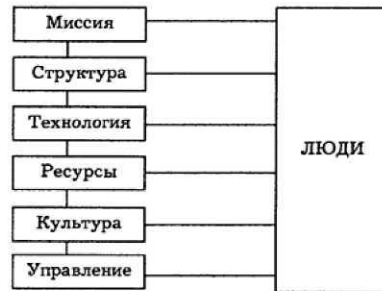 Миссия
Структура
Технология
Ресурсы
Культура
Управление
ЛЮДИ